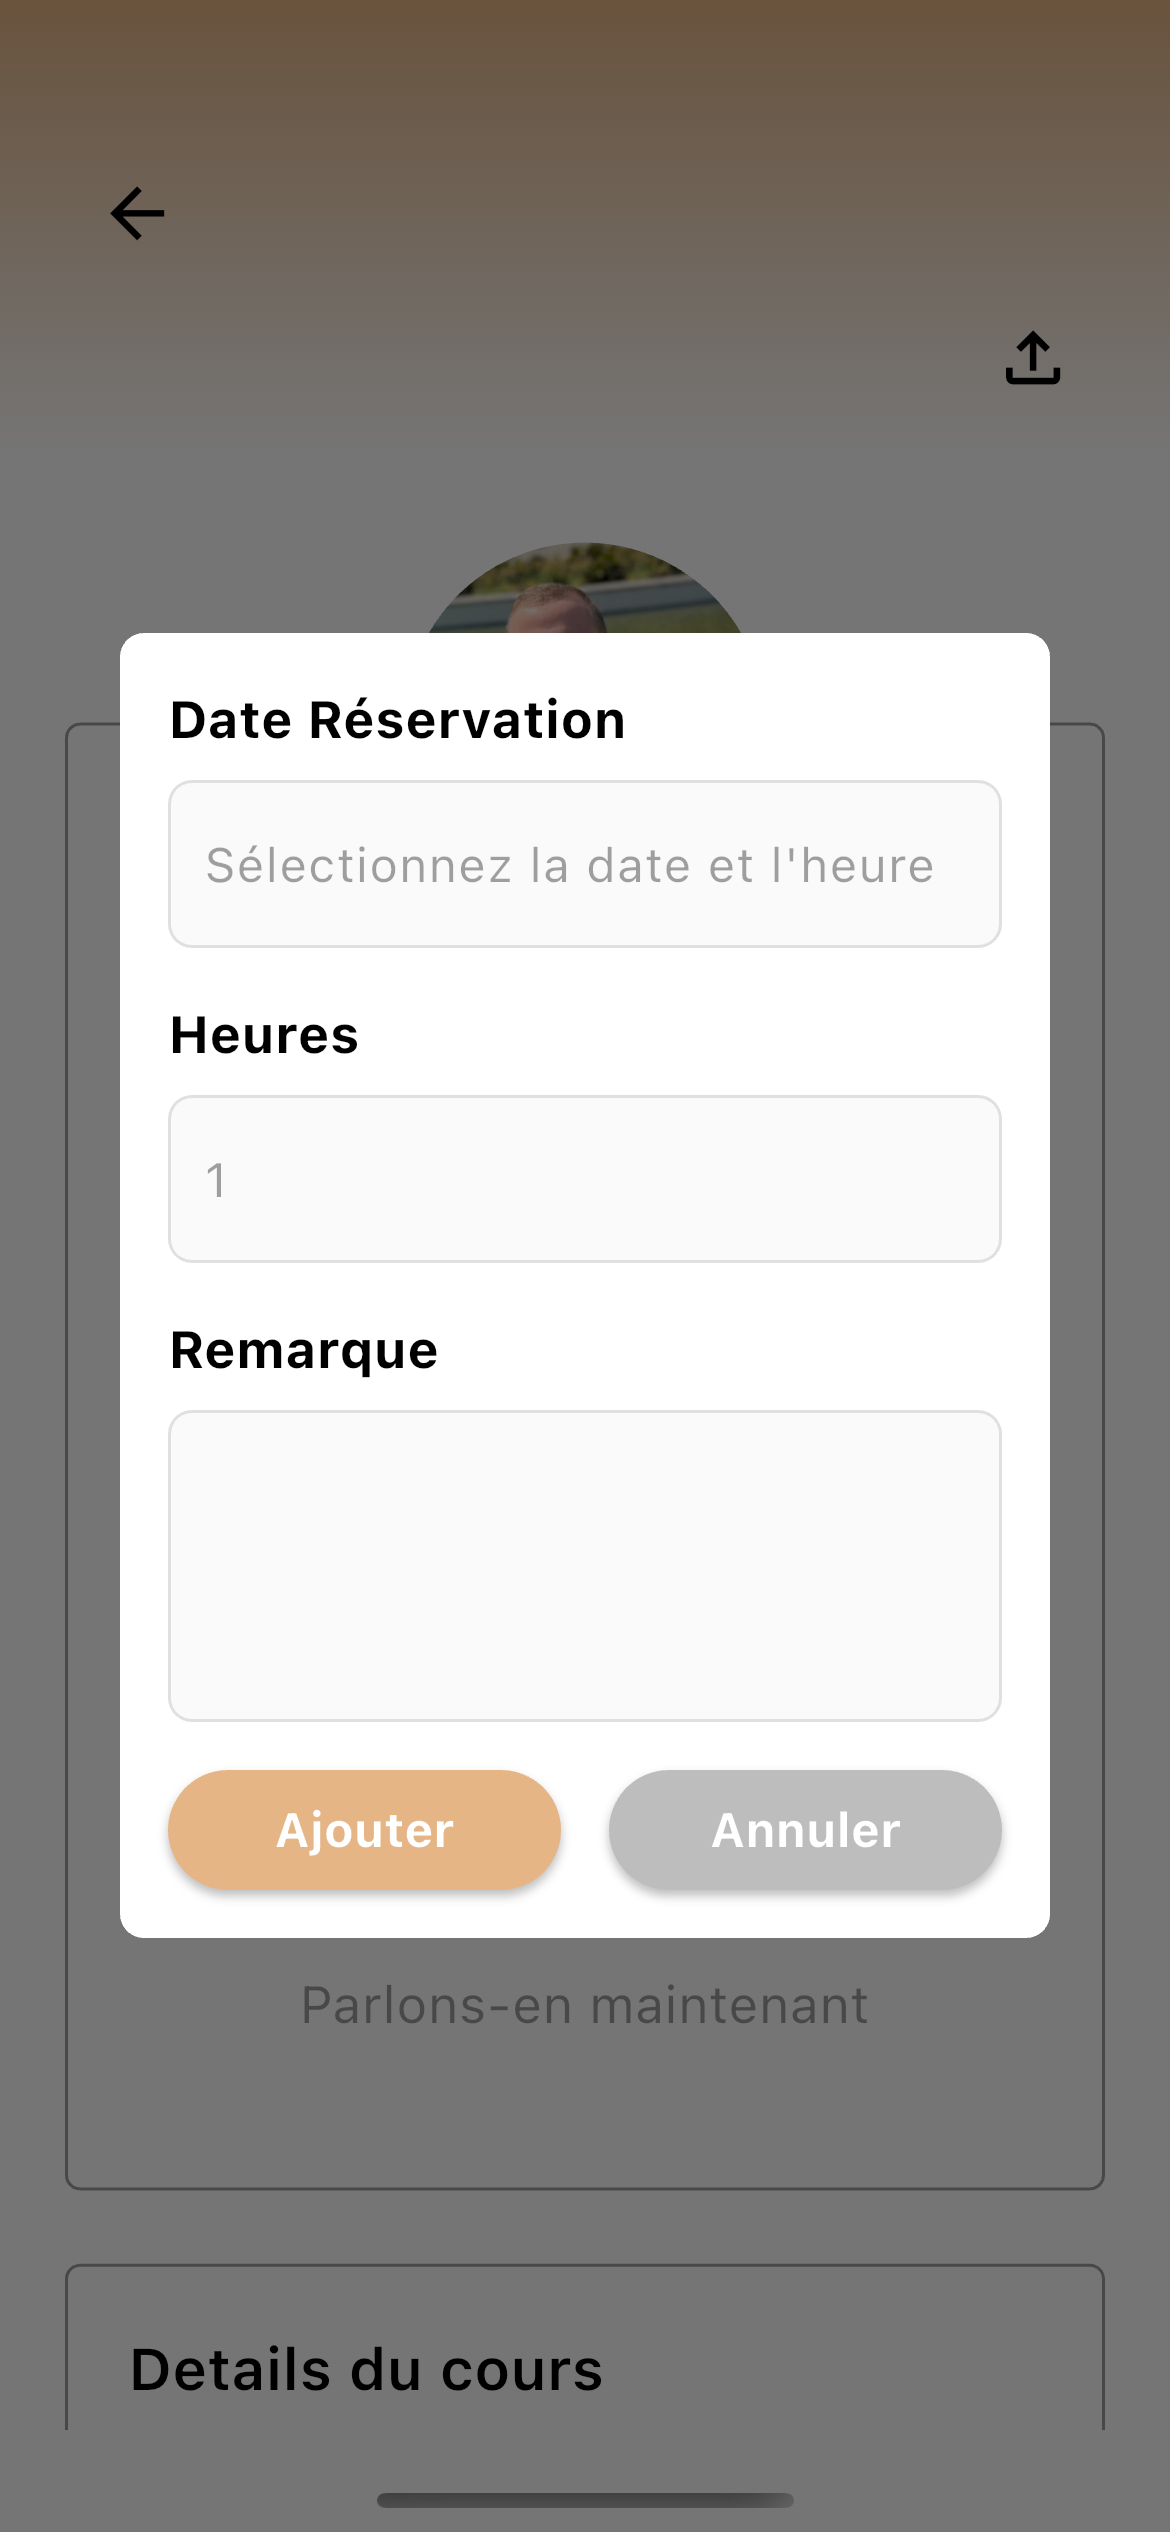 Date Réservation
Sélectionnez la date et l'heure
Heures
1
Remarque
Ajouter
Annuler
Parlons-en maintenant
Details du cours